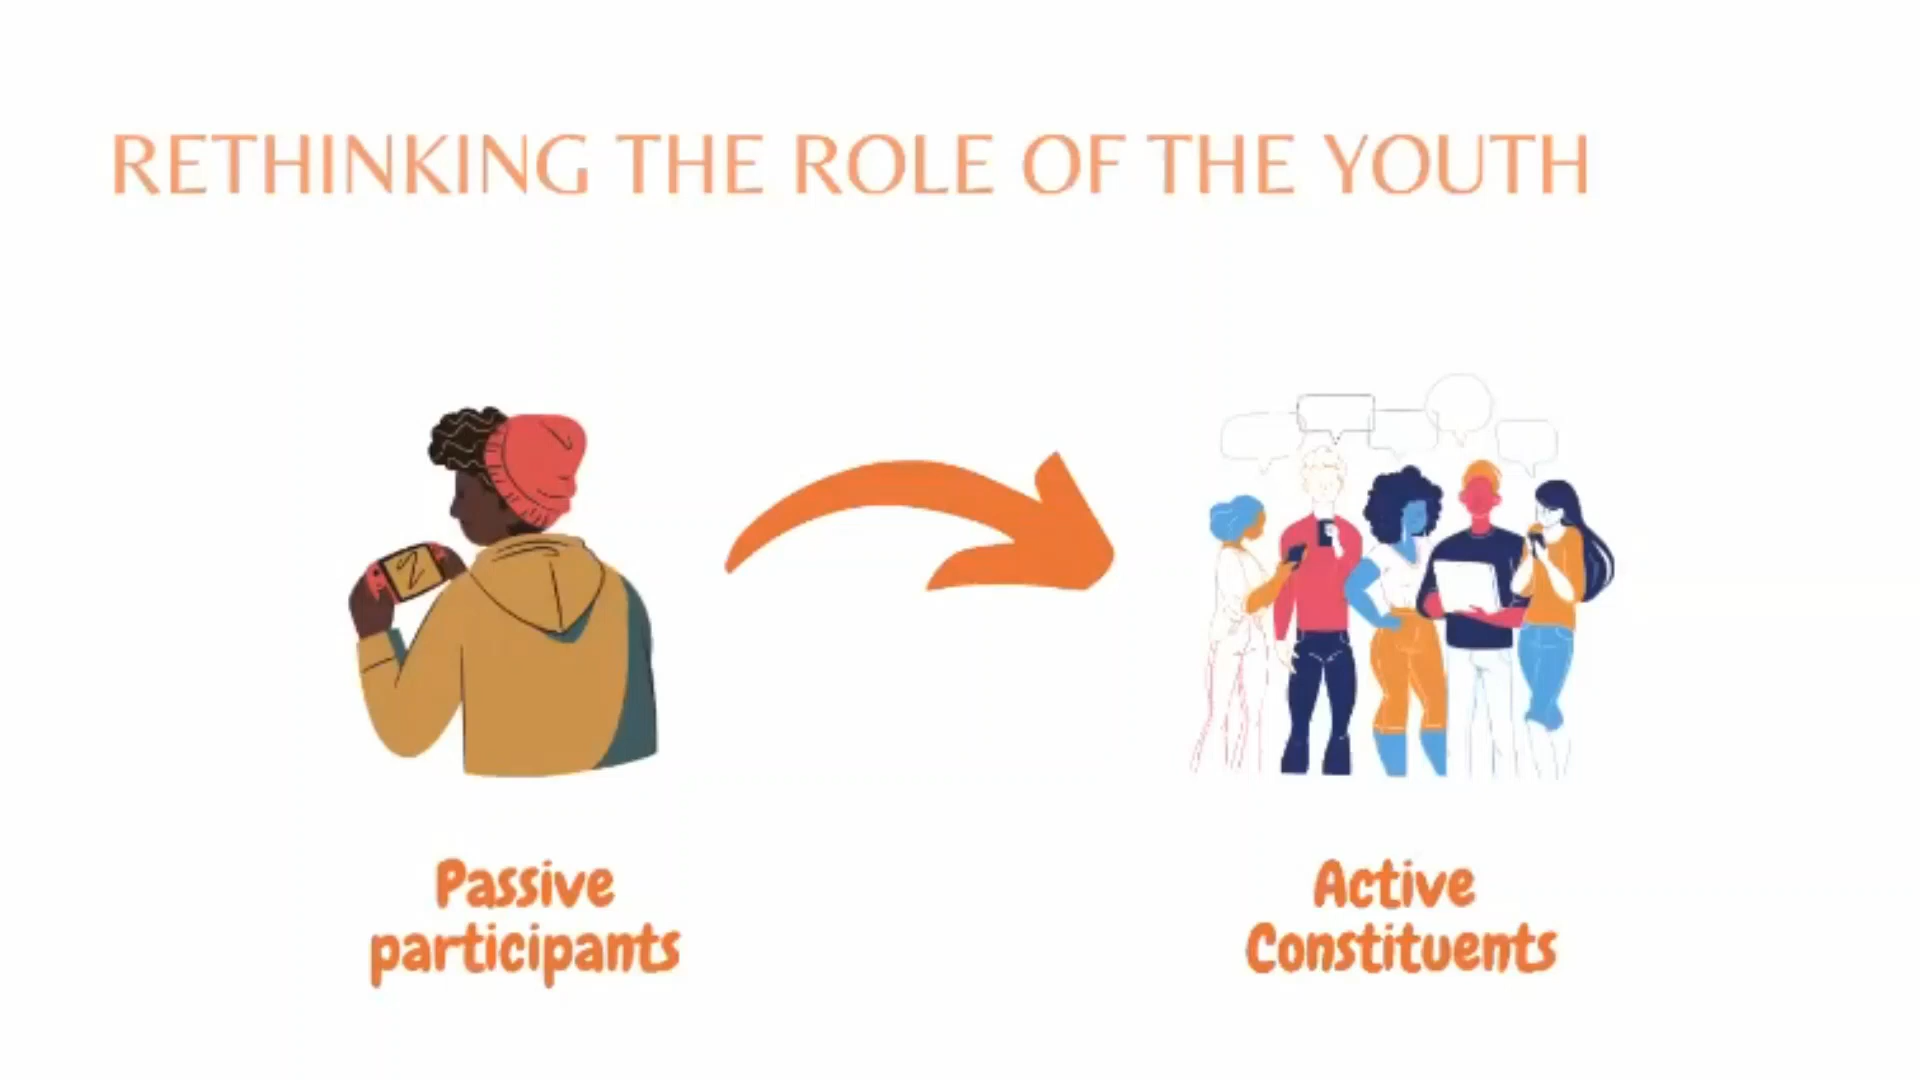 RETHINKING THE ROLE OF THE YOUTH
Passive
participants
Active
Constituents